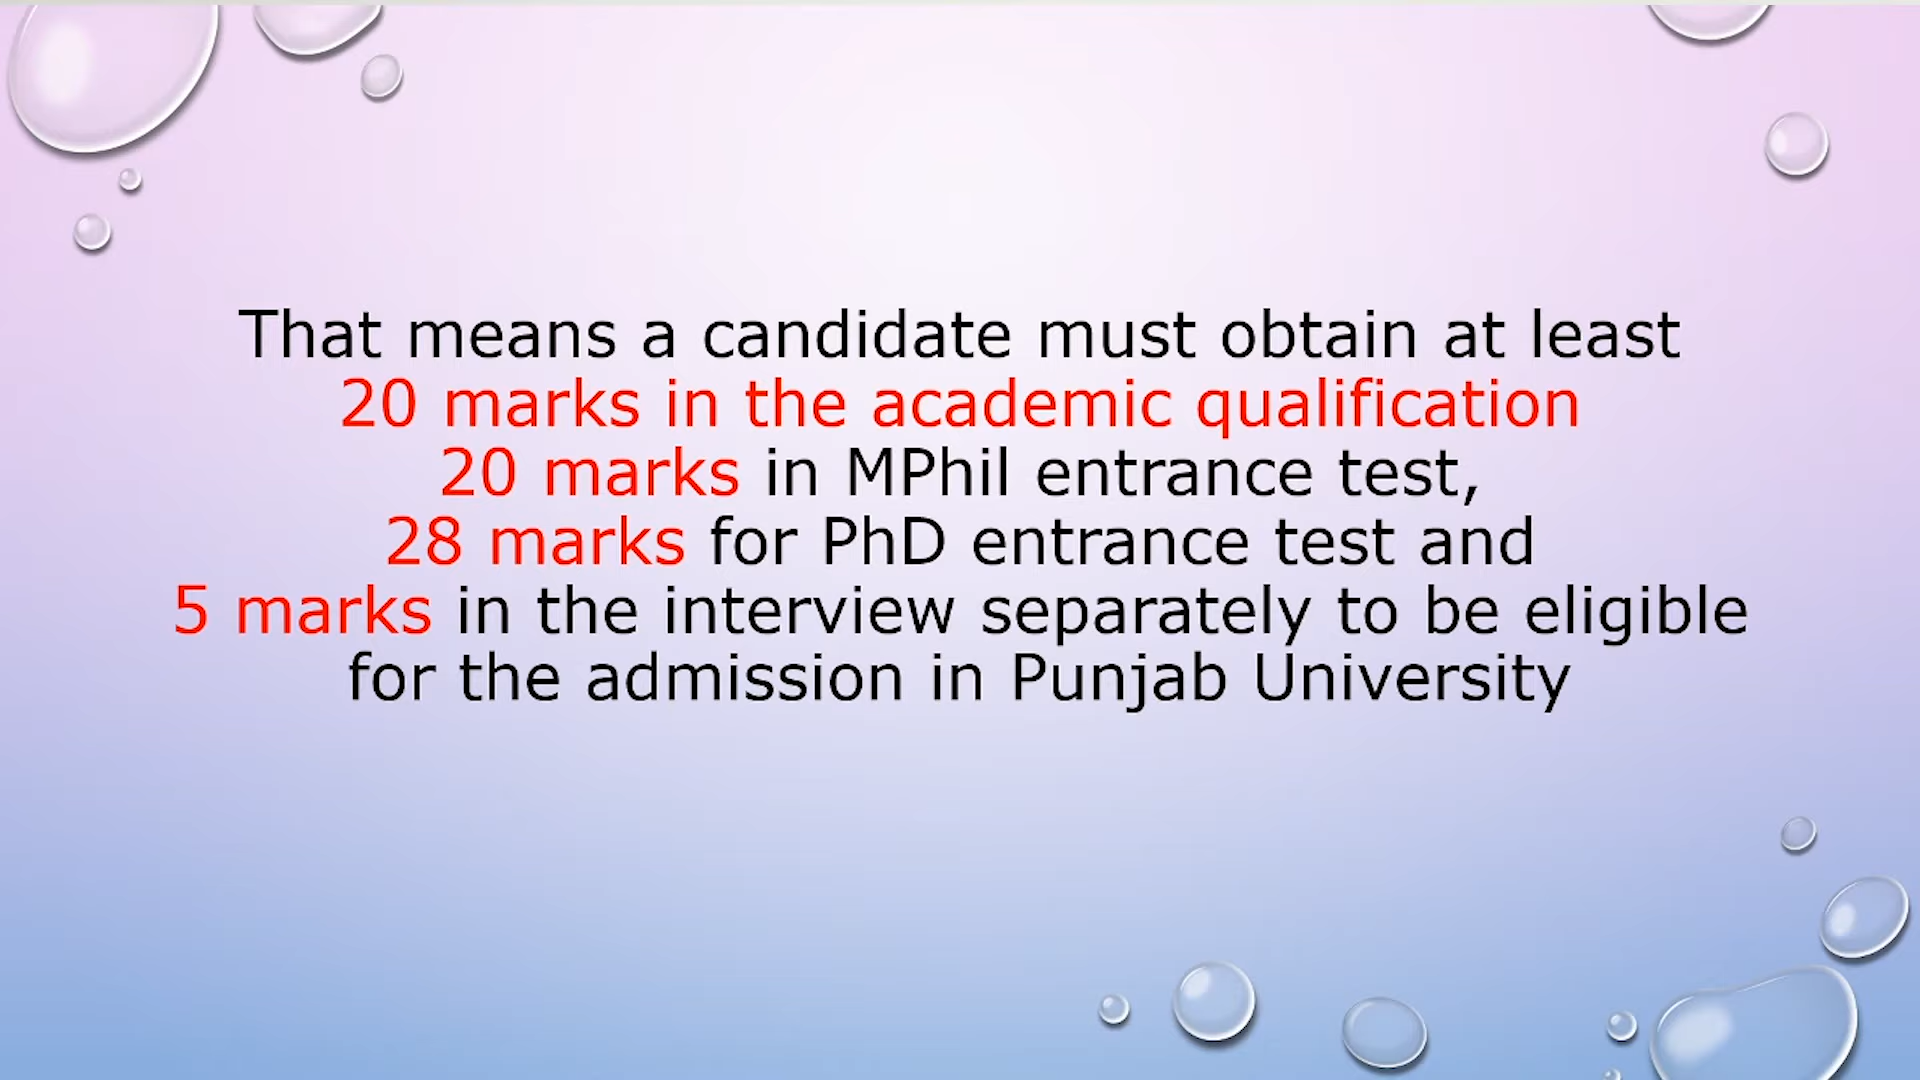 That means a candidate must obtain at least
20 marks in the academic qualification
20 marks in MPhil entrance test,
28 marks for PhD entrance test and
5 marks in the interview separately to be eligible
for the admission in Punjab University